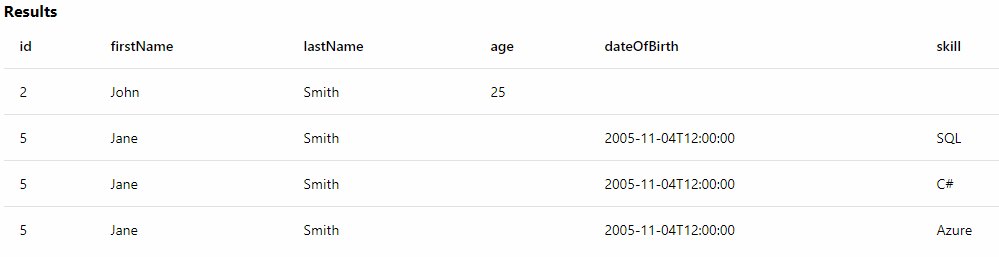 Results
id firstName lastName age dateOfBirth skill
2 John Smith 25
5 Jane Smith 2005-11-04T12:00:00 SQL
5 Jane Smith 2005-11-04T12:00:00 C#
5 Jane Smith 2005-11-04T12:00:00 Azure